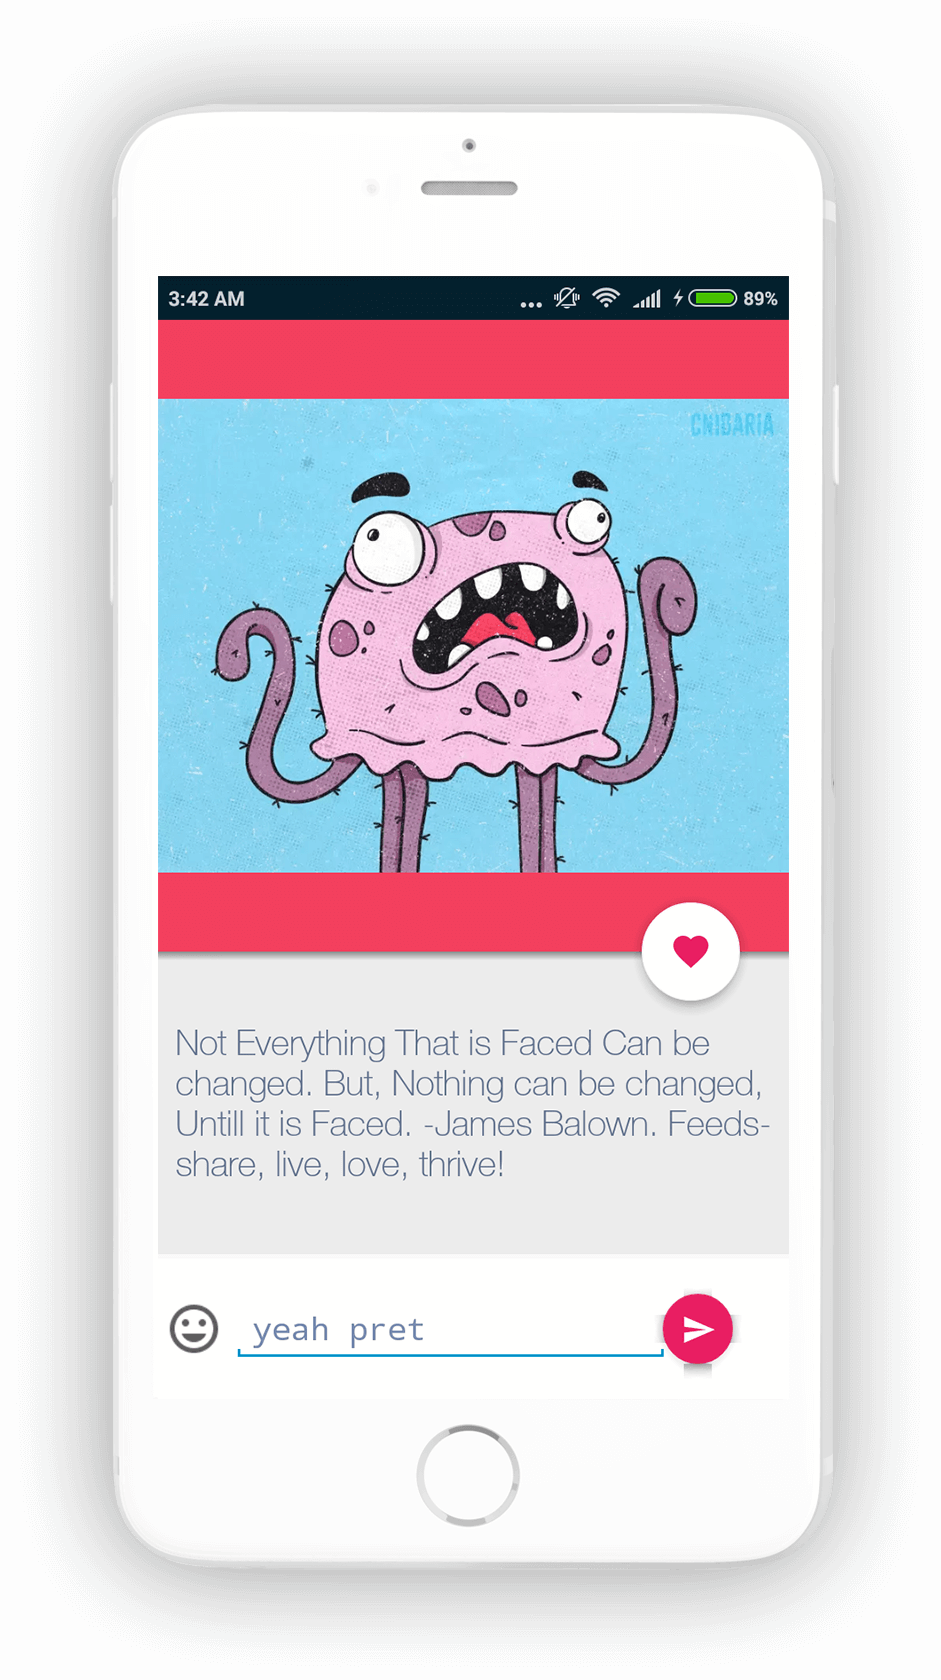 3:42 AM
89%
CNIDARIA
Not Everything That is Faced Can be
changed. But, Nothing can be changed,
Untill it is Faced. -James Balown. Feeds-
share, live, love, thrive!
yeah pret